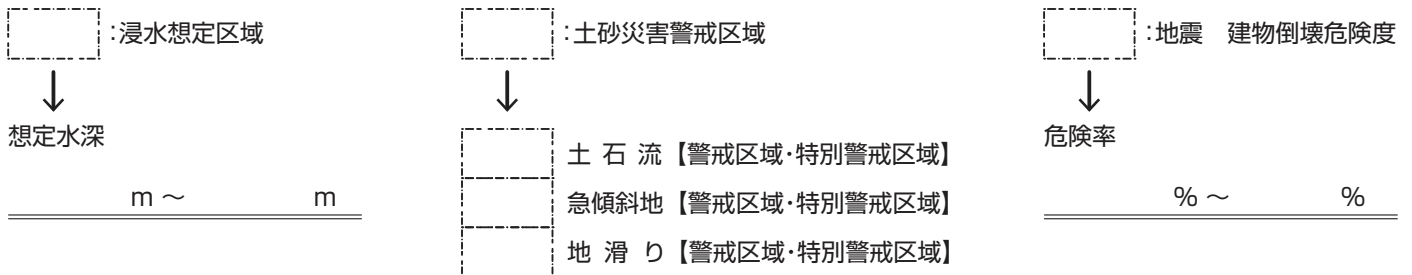 :浸水想定区域
想定水深
m ～ m
:土砂災害警戒区域
土 石 流【警戒区域･特別警戒区域】
急傾斜地【警戒区域･特別警戒区域】
地 滑 り【警戒区域･特別警戒区域】
:地震　建物倒壊危険度
危険率
% ～ %